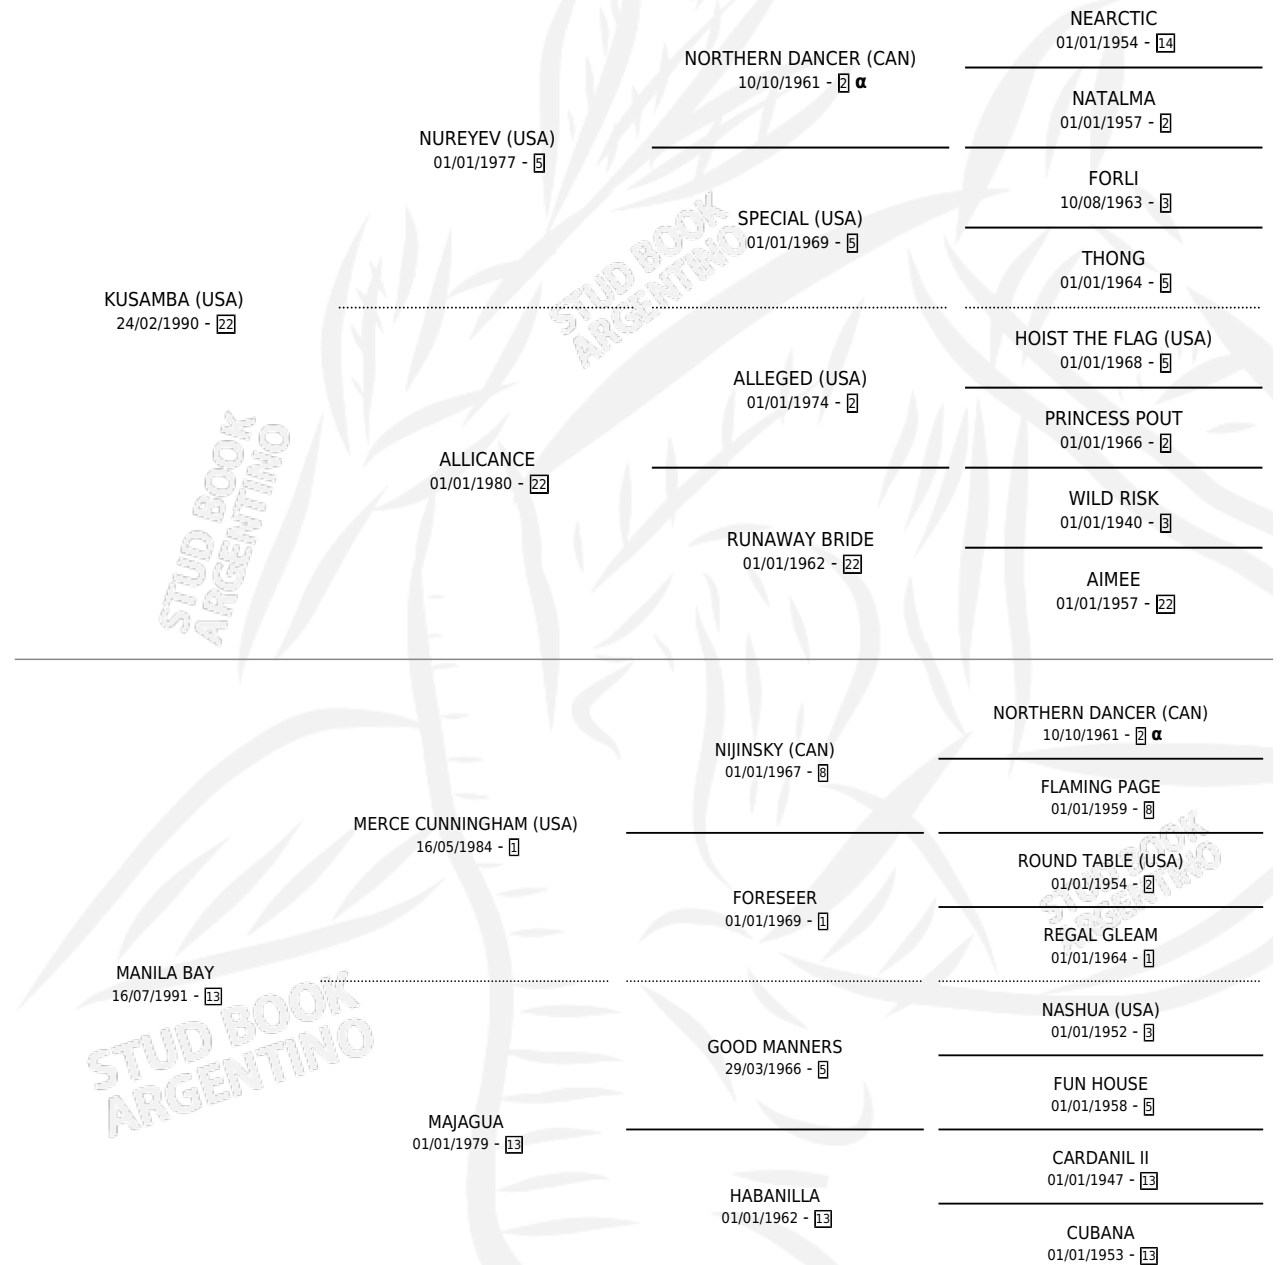 NEARCTIC
01/01/1954 - 14
NORTHERN DANCER (CAN)
10/10/1961 - 2 α
NATALMA
01/01/1957 - 2
NUREYEV (USA)
01/01/1977 - 5
FORLI
10/08/1963 - 3
SPECIAL (USA)
01/01/1969 - 5
THONG
01/01/1964 - 5
STUD BOOK
ARGENTINO
KUSAMBA (USA)
24/02/1990 - 22
HOIST THE FLAG (USA)
01/01/1968 - 5
ALLEGED (USA)
01/01/1974 - 2
PRINCESS POUT
01/01/1966 - 2
ALLICANCE
01/01/1980 - 22
WILD RISK
01/01/1940 - 3
RUNAWAY BRIDE
01/01/1962 - 22
AIMEE
01/01/1957 - 22
STUD BOOK
ARGENTINO
NORTHERN DANCER (CAN)
10/10/1961 - 2 α
NIJINSKY (CAN)
01/01/1967 - 8
FLAMING PAGE
01/01/1959 - 8
MERCE CUNNINGHAM (USA)
16/05/1984 - 1
ROUND TABLE (USA)
01/01/1954 - 2
FORESEER
01/01/1969 - 1
REGAL GLEAM
01/01/1964 - 1
STUD BOOK
ARGENTINO
MANILA BAY
16/07/1991 - 13
NASHUA (USA)
01/01/1952 - 3
GOOD MANNERS
29/03/1966 - 5
FUN HOUSE
01/01/1958 - 5
MAJAGUA
01/01/1979 - 13
CARDANIL II
01/01/1947 - 13
HABANILLA
01/01/1962 - 13
CUBANA
01/01/1953 - 13
STUD BOOK
ARGENTINO